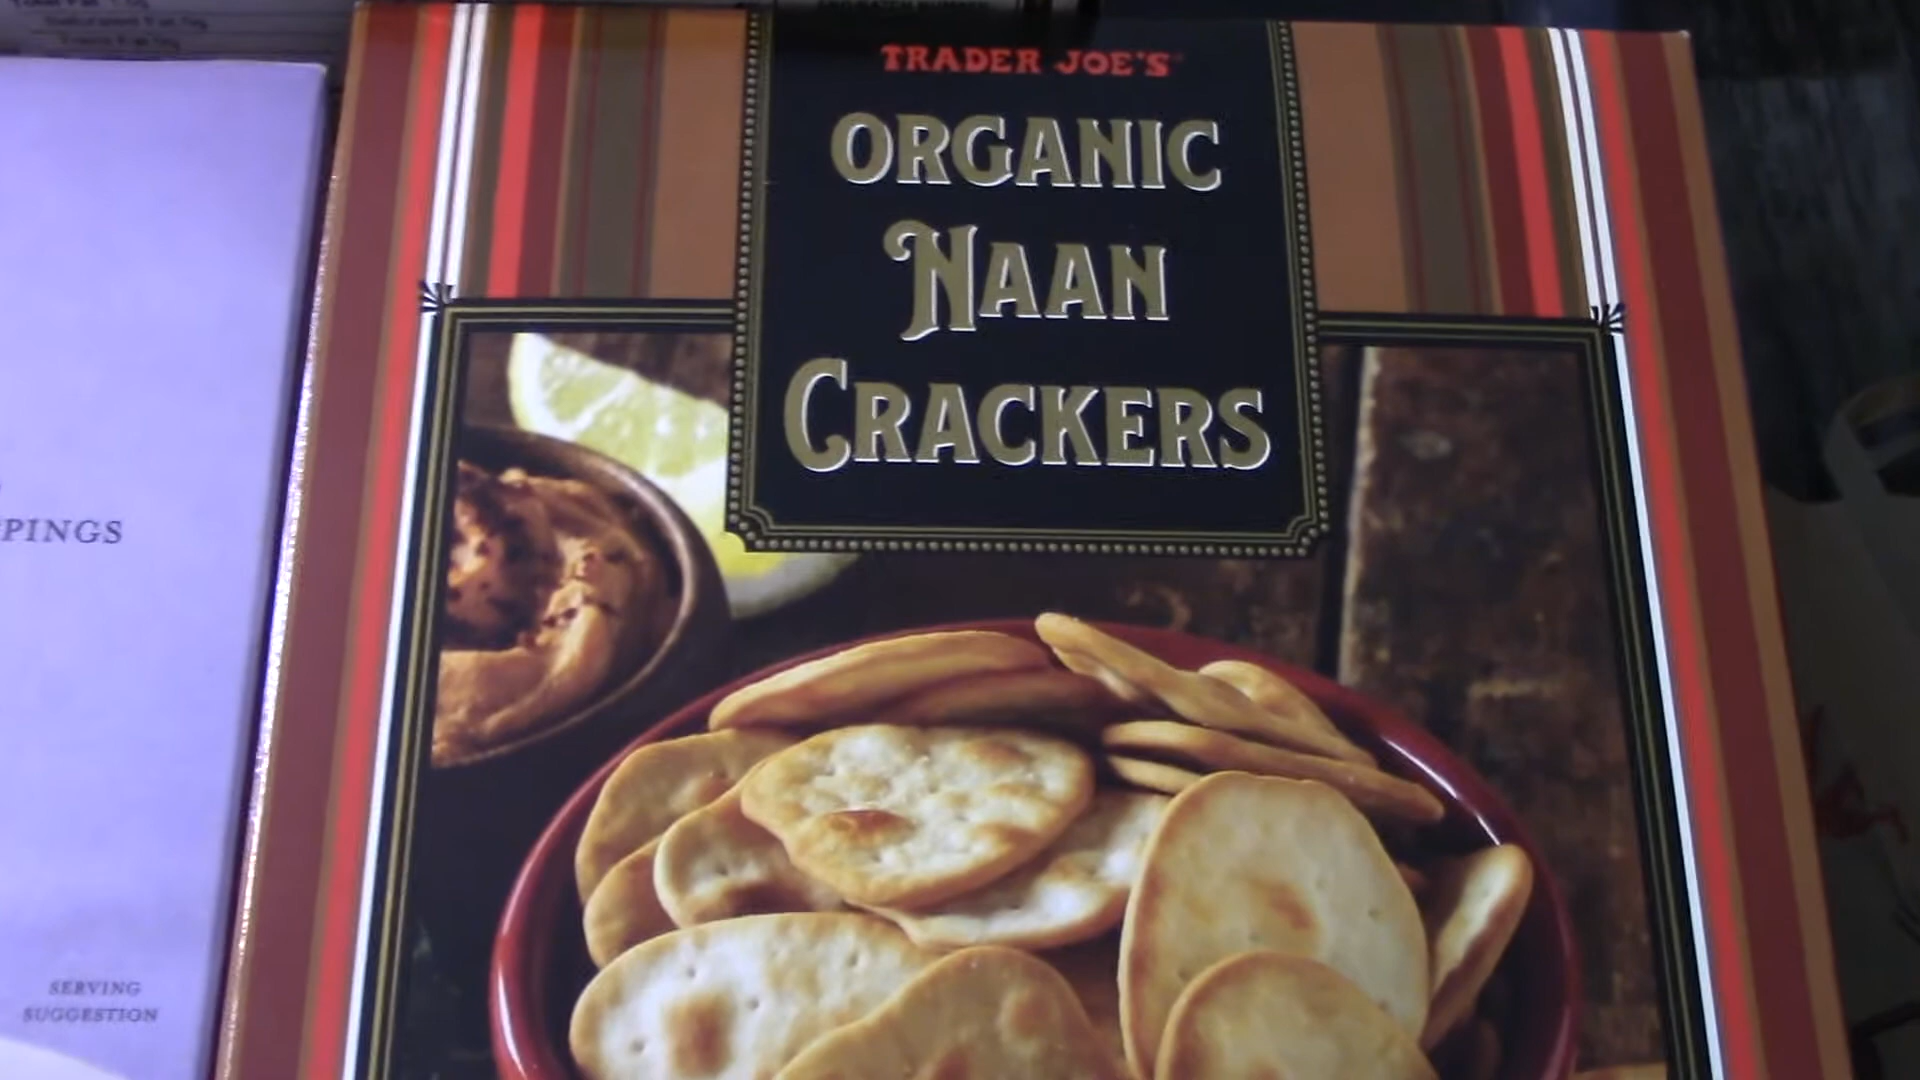 TRADER JOE'S
ORGANIC
NAAN
CRACKERS
PINGS
SERVING
SUGGESTION